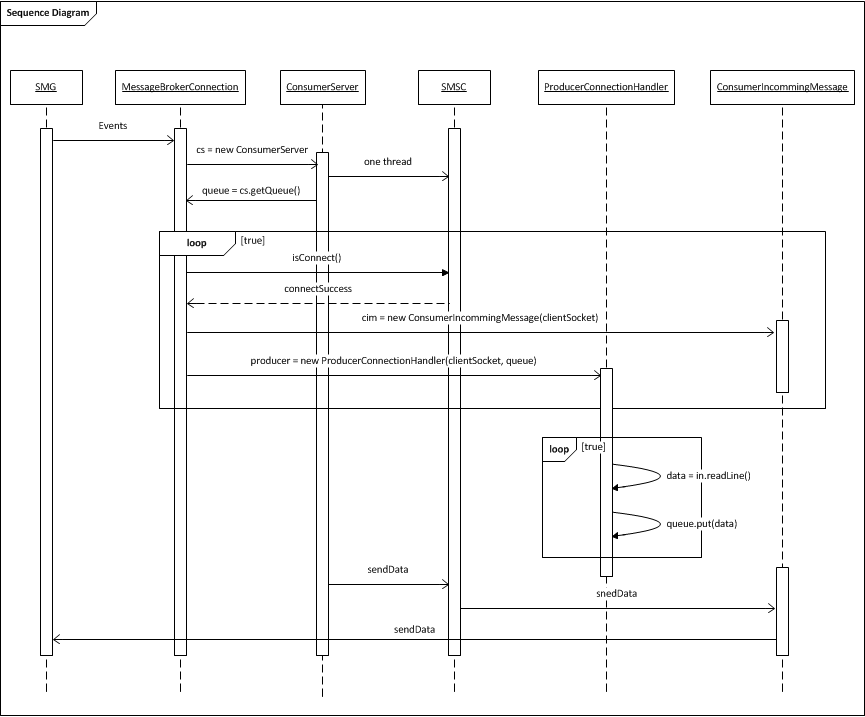 Sequence Diagram
SMG
MessageBrokerConnection
ConsumerServer
SMSC
ProducerConnectionHandler
ConsumerIncommingMessage
Events
cs = new ConsumerServer
one thread
queue = cs.getQueue()
loop
[true]
isConnect()
connectSuccess
cim = new ConsumerIncommingMessage(clientSocket)
producer = new ProducerConnectionHandler(clientSocket, queue)
loop
[true]
data = in.readLine()
queue.put(data)
sendData
snedData
sendData